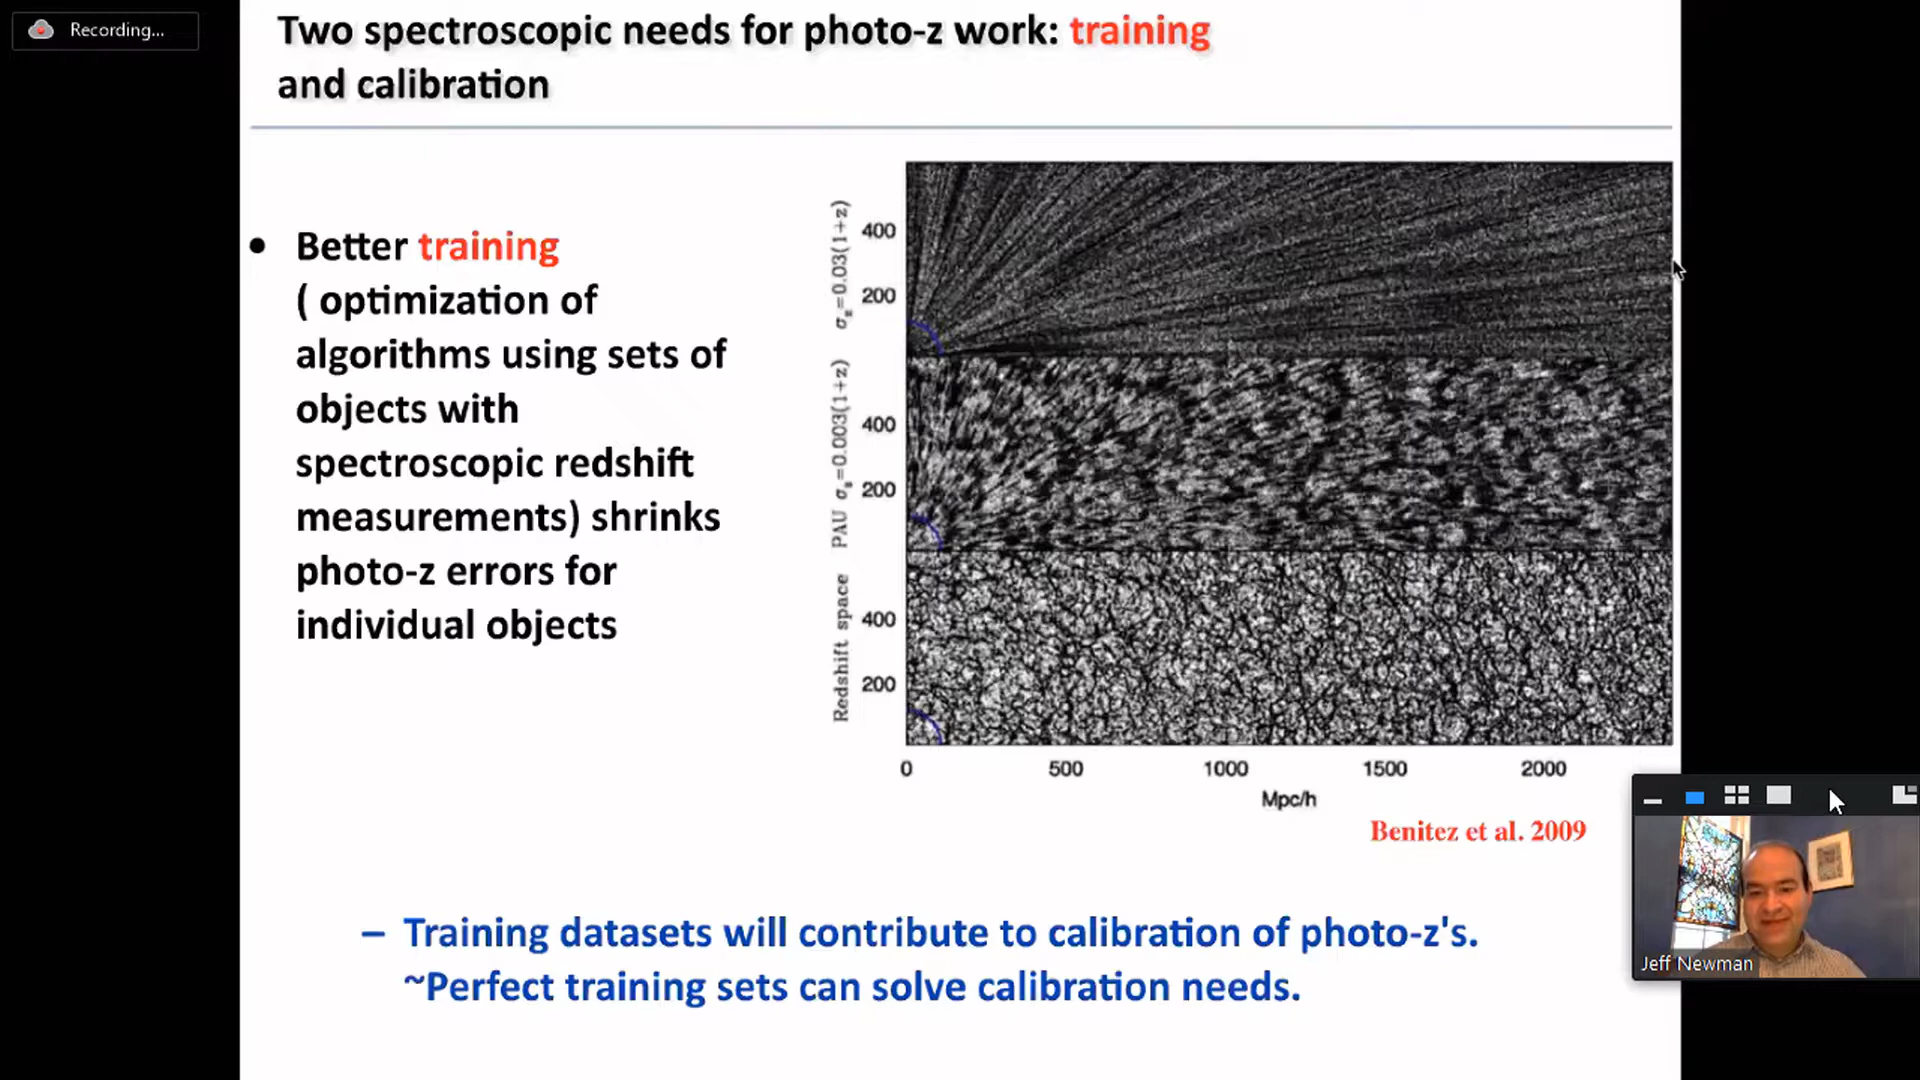 Recording...
Two spectroscopic needs for photo-z work: training
and calibration
• Better training
( optimization of
algorithms using sets of
objects with
spectroscopic redshift
measurements) shrinks
photo-z errors for
individual objects
σz=0.03(1+z)
400
200
PAU σz=0.003(1+z)
400
200
Redshift space
400
200
0 500 1000 1500 2000
Mpc/h
Benitez et al. 2009
– Training datasets will contribute to calibration of photo-z's.
~Perfect training sets can solve calibration needs.
Jeff Newman